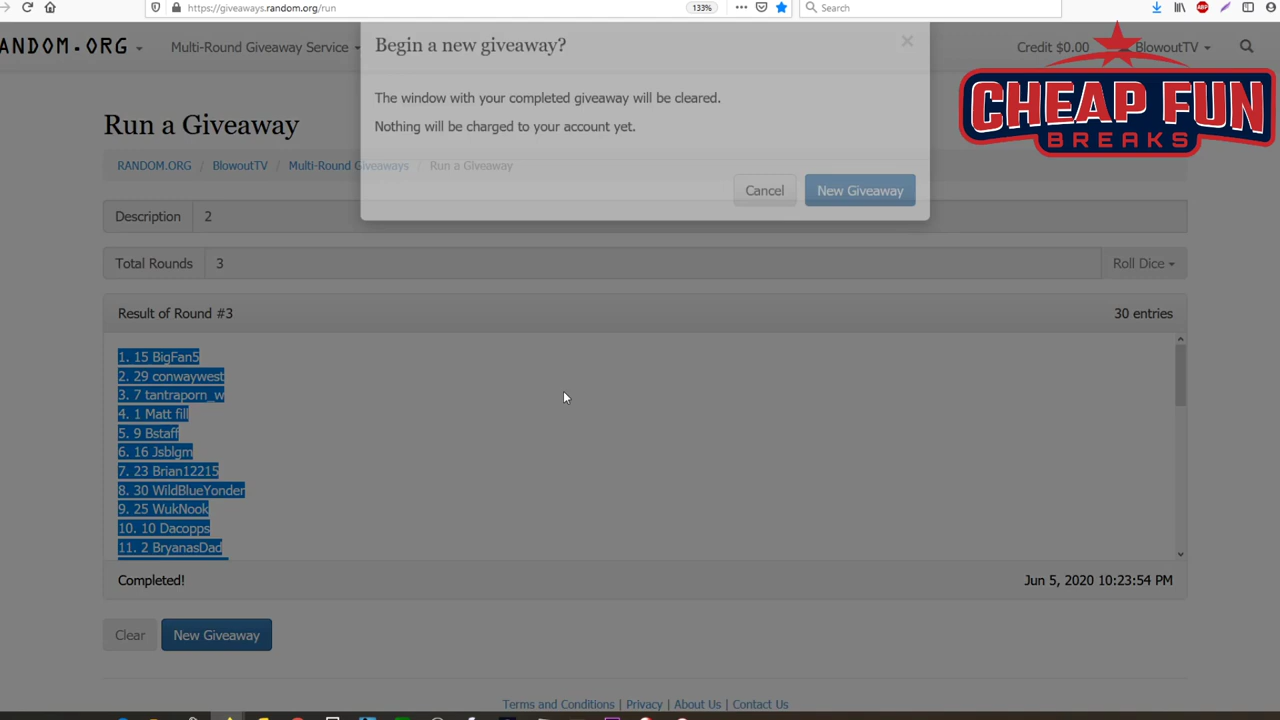 https://giveaways.random.org/run
133%
Search
ANDOM.ORG
Multi-Round Giveaway Service
Credit $0.00
BlowoutTV
Begin a new giveaway?
The window with your completed giveaway will be cleared.
Nothing will be charged to your account yet.
Cancel
New Giveaway
CHEAP FUN
BREAKS
Run a Giveaway
RANDOM.ORG / BlowoutTV / Multi-Round Giveaways / Run a Giveaway
Description 2
Total Rounds 3 Roll Dice
Result of Round #3 30 entries
1. 15 BigFan5
2. 29 conwaywest
3. 7 tantraporn_w
4. 1 Matt fill
5. 9 Bstaff
6. 16 Jsblgm
7. 23 Brian12215
8. 30 WildBlueYonder
9. 25 WukNook
10. 10 Dacopps
11. 2 BryanasDad
Completed! Jun 5, 2020 10:23:54 PM
Clear New Giveaway
Terms and Conditions | Privacy | About Us | Contact Us